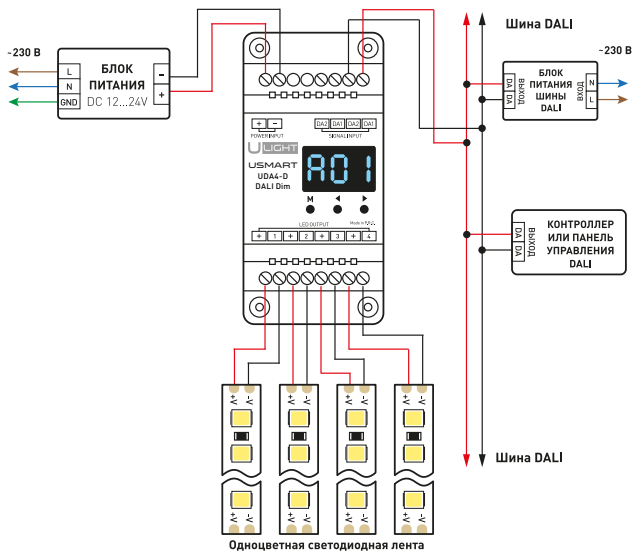 Шина DALI
~230 В
L
N
GND
БЛОК
ПИТАНИЯ
DC 12...24V
–
+
+ –
POWER INPUT
DA2 DA1 DA2 DA1
SIGNAL INPUT
ULIGHT
USMART
UDA4-D
DALI Dim
A01
M ◄ ►
LED OUTPUT
+ 1 + 2 + 3 + 4
~230 В
DA
DA
ВЫХОД
БЛОК
ПИТАНИЯ
ШИНЫ
DALI
ВХОД
N
L
DA
DA
ВЫХОД
КОНТРОЛЛЕР
ИЛИ ПАНЕЛЬ
УПРАВЛЕНИЯ
DALI
+V -V
+V -V
+V -V
+V -V
+V -V
+V -V
+V -V
+V -V
Шина DALI
Одноцветная светодиодная лента